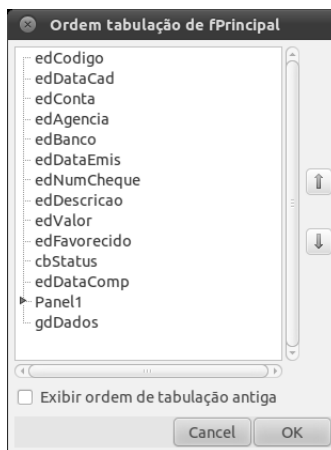 Ordem tabulação de fPrincipal
edCodigo
edDataCad
edConta
edAgencia
edBanco
edDataEmis
edNumCheque
edDescricao
edValor
edFavorecido
cbStatus
edDataComp
Panel1
gdDados
Exibir ordem de tabulação antiga
Cancel OK